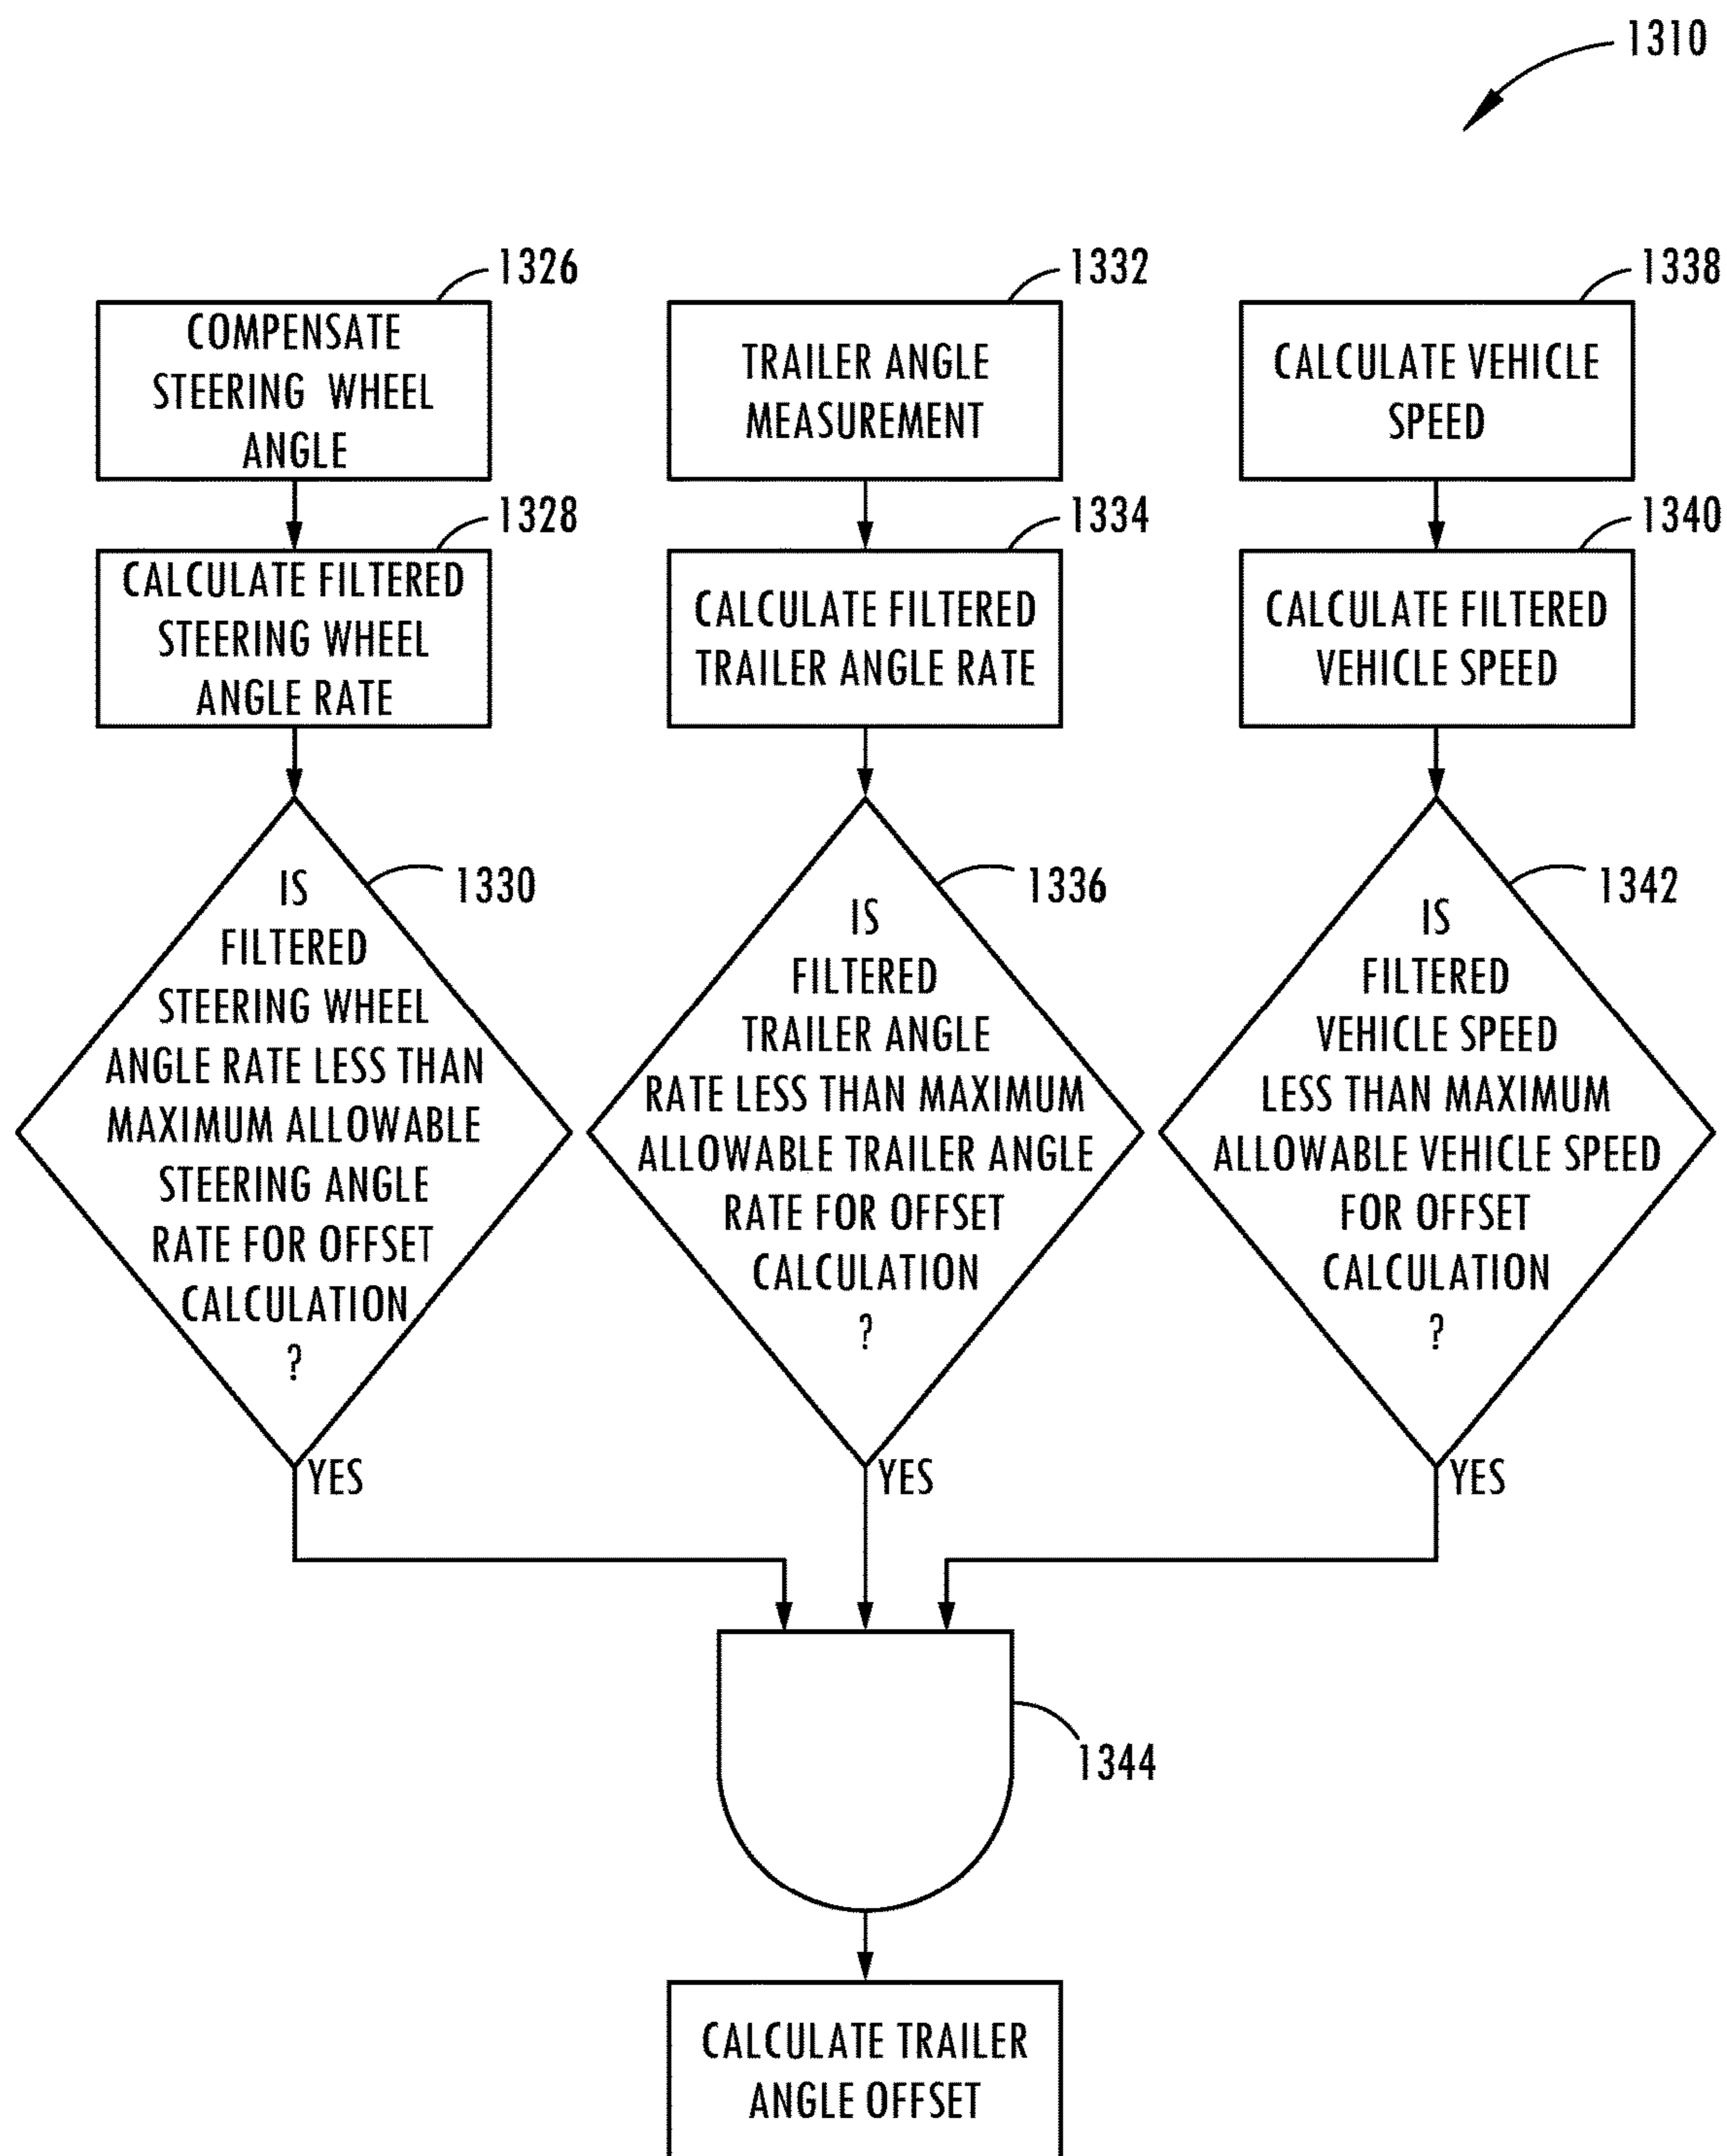 1310
1326
COMPENSATE
STEERING WHEEL
ANGLE
1332
TRAILER ANGLE
MEASUREMENT
1338
CALCULATE VEHICLE
SPEED
1328
CALCULATE FILTERED
STEERING WHEEL
ANGLE RATE
1334
CALCULATE FILTERED
TRAILER ANGLE RATE
1340
CALCULATE FILTERED
VEHICLE SPEED
1330
IS
FILTERED
STEERING WHEEL
ANGLE RATE LESS THAN
MAXIMUM ALLOWABLE
STEERING ANGLE
RATE FOR OFFSET
CALCULATION
?
YES
1336
IS
FILTERED
TRAILER ANGLE
RATE LESS THAN MAXIMUM
ALLOWABLE TRAILER ANGLE
RATE FOR OFFSET
CALCULATION
?
YES
1342
IS
FILTERED
VEHICLE SPEED
LESS THAN MAXIMUM
ALLOWABLE VEHICLE SPEED
FOR OFFSET
CALCULATION
?
YES
1344
CALCULATE TRAILER
ANGLE OFFSET